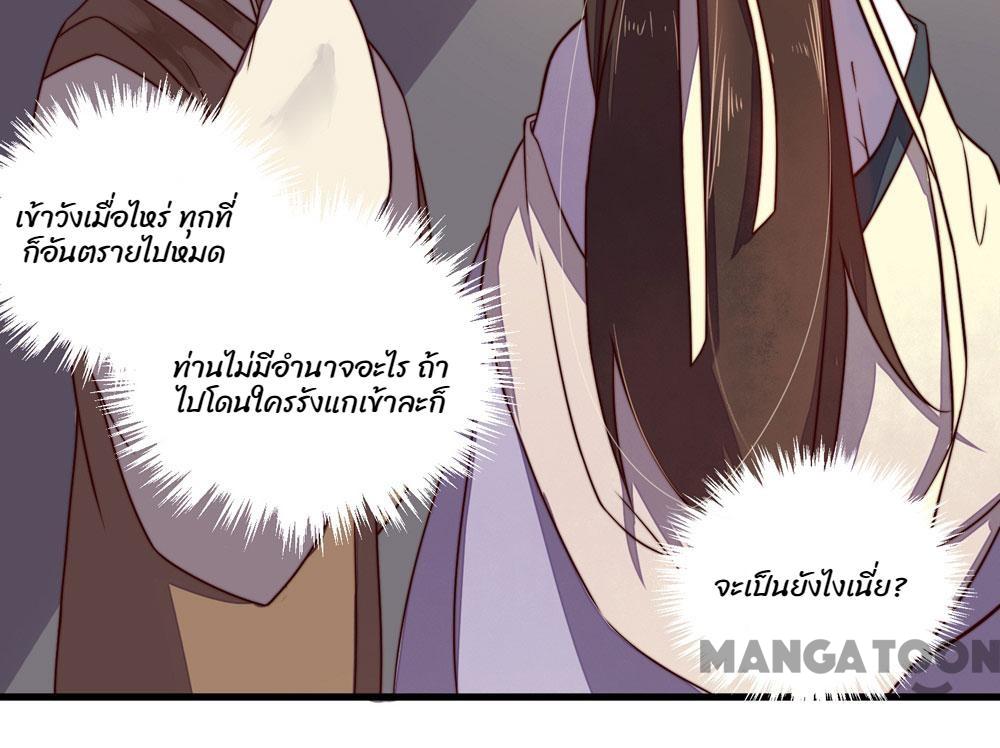 เข้าวังเมื่อไหร่ ทุกที่
ก็อันตรายไปหมด
ท่านไม่มีอำนาจอะไร ถ้า
ไปโดนใครรังแกเข้าละก็
จะเป็นยังไงเนี่ย?
MANGATOON